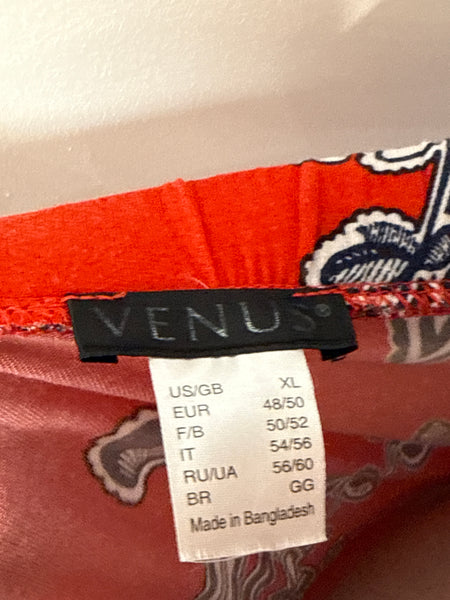 VENUS®
US/GB XL
EUR 48/50
F/B 50/52
IT 54/56
RU/UA 56/60
BR GG
Made in Bangladesh